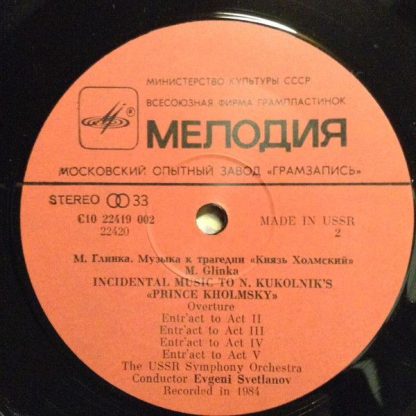 МИНИСТЕРСТВО КУЛЬТУРЫ СССР
ВСЕСОЮЗНАЯ ФИРМА ГРАМПЛАСТИНОК
МЕЛОДИЯ
МОСКОВСКИЙ ОПЫТНЫЙ ЗАВОД «ГРАМЗАПИСЬ»
STEREO 33
С10 22419 002
22420
MADE IN USSR
2
М. Глинка. Музыка к трагедии «Князь Холмский»
M. Glinka
INCIDENTAL MUSIC TO N. KUKOLNIK'S
«PRINCE KHOLMSKY»
Overture
Entr'act to Act II
Entr'act to Act III
Entr'act to Act IV
Entr'act to Act V
The USSR Symphony Orchestra
Conductor Evgeni Svetlanov
Recorded in 1984